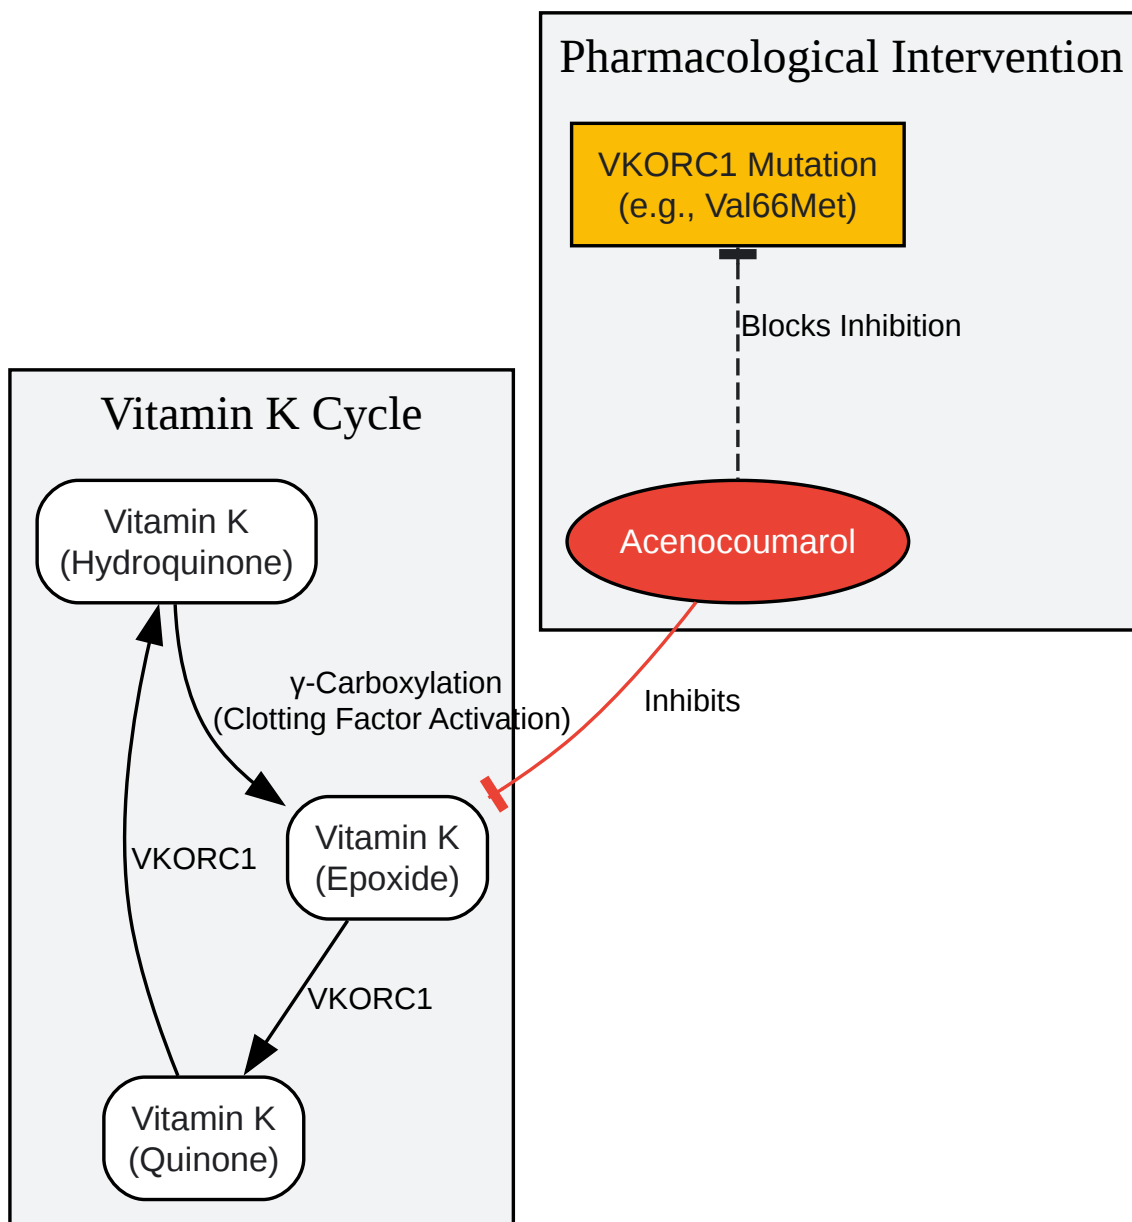 Pharmacological Intervention
VKORC1 Mutation
(e.g., Val66Met)
Blocks Inhibition
Acenocoumarol
Inhibits
Vitamin K Cycle
Vitamin K
(Hydroquinone)
γ-Carboxylation
(Clotting Factor Activation)
Vitamin K
(Epoxide)
VKORC1
VKORC1
Vitamin K
(Quinone)